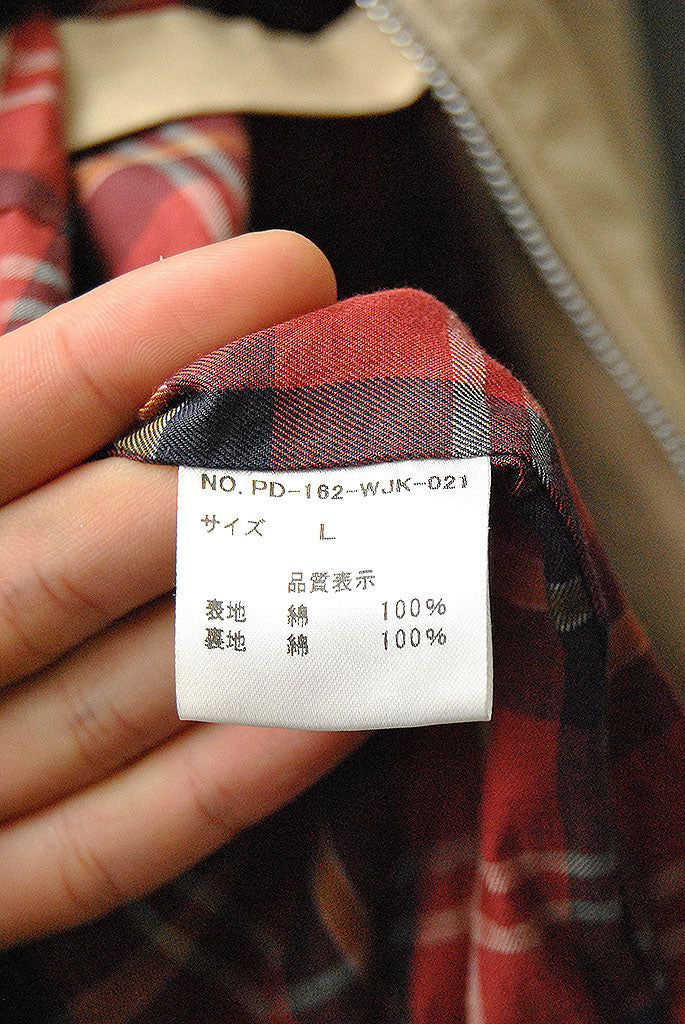 NO. PD-162-WJK-021
サイズ L
品質表示
表地 綿 100%
裏地 綿 100%